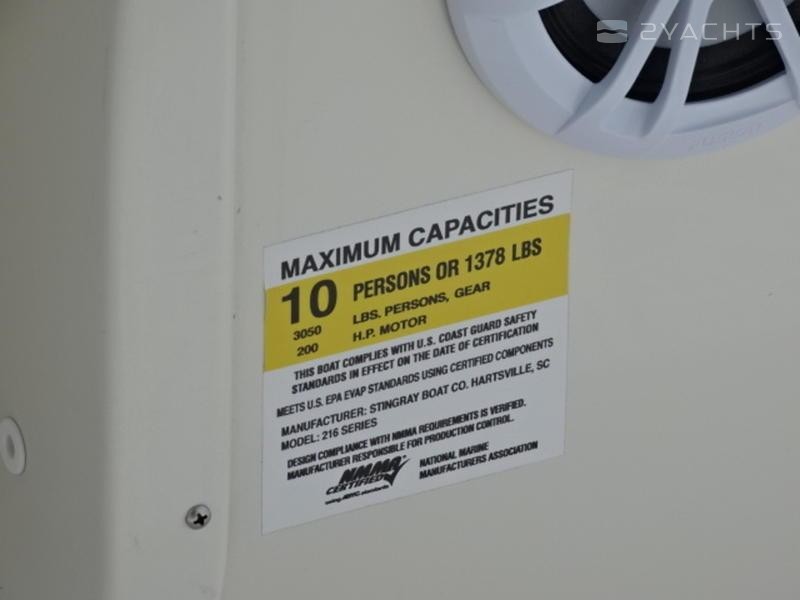 2YACHTS
MAXIMUM CAPACITIES
10 PERSONS OR 1378 LBS
3050 LBS. PERSONS, GEAR
200 H.P. MOTOR
THIS BOAT COMPLIES WITH U.S. COAST GUARD SAFETY
STANDARDS IN EFFECT ON THE DATE OF CERTIFICATION
MEETS U.S. EPA EVAP STANDARDS USING CERTIFIED COMPONENTS
MANUFACTURER: STINGRAY BOAT CO. HARTSVILLE, SC
MODEL: 216 SERIES
DESIGN COMPLIANCE WITH NMMA REQUIREMENTS IS VERIFIED.
MANUFACTURER RESPONSIBLE FOR PRODUCTION CONTROL.
NMMA
CERTIFIED
using ABYC standards
NATIONAL MARINE
MANUFACTURERS ASSOCIATION